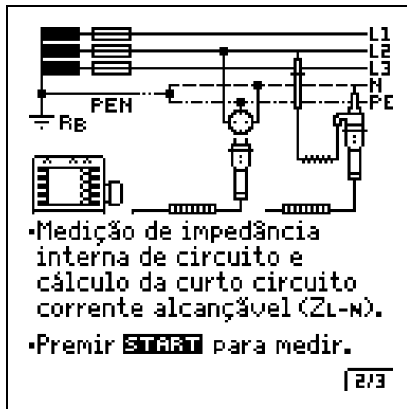 L1
L2
L3
N
PE
PEN
RB
•Medição de impedância
interna de circuito e
cálculo da curto circuito
corrente alcançãvel (ZL-N).
•Premir START para medir.
2/3